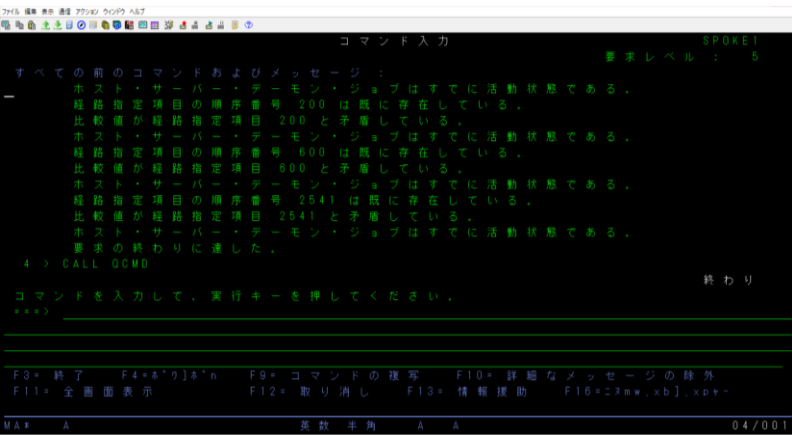 ファイル 編集 表示 通信 アクション ウィンドウ ヘルプ
コマンド入力 SPOKE1
要求レベル : 5
すべての前のコマンドおよびメッセージ :
ホスト・サーバー・デーモン・ジョブはすでに活動状態である.
経路指定項目の順序番号 200 は既に存在している.
比較値が経路指定項目 200 と矛盾している.
ホスト・サーバー・デーモン・ジョブはすでに活動状態である.
経路指定項目の順序番号 600 は既に存在している.
比較値が経路指定項目 600 と矛盾している.
ホスト・サーバー・デーモン・ジョブはすでに活動状態である.
経路指定項目の順序番号 2541 は既に存在している.
比較値が経路指定項目 2541 と矛盾している.
ホスト・サーバー・デーモン・ジョブはすでに活動状態である.
要求の終わりに達した.
4 > CALL QCMD
終わり
コマンドを入力して, 実行キーを押してください.
===>
F3= 終了 F4=ﾎﾟｳ]ﾎﾟn F9= コマンドの複写 F10= 詳細なメッセージの除外
F11= 全画面表示 F12= 取り消し F13= 情報援助
MA* A 英数 半角 A A 04/001